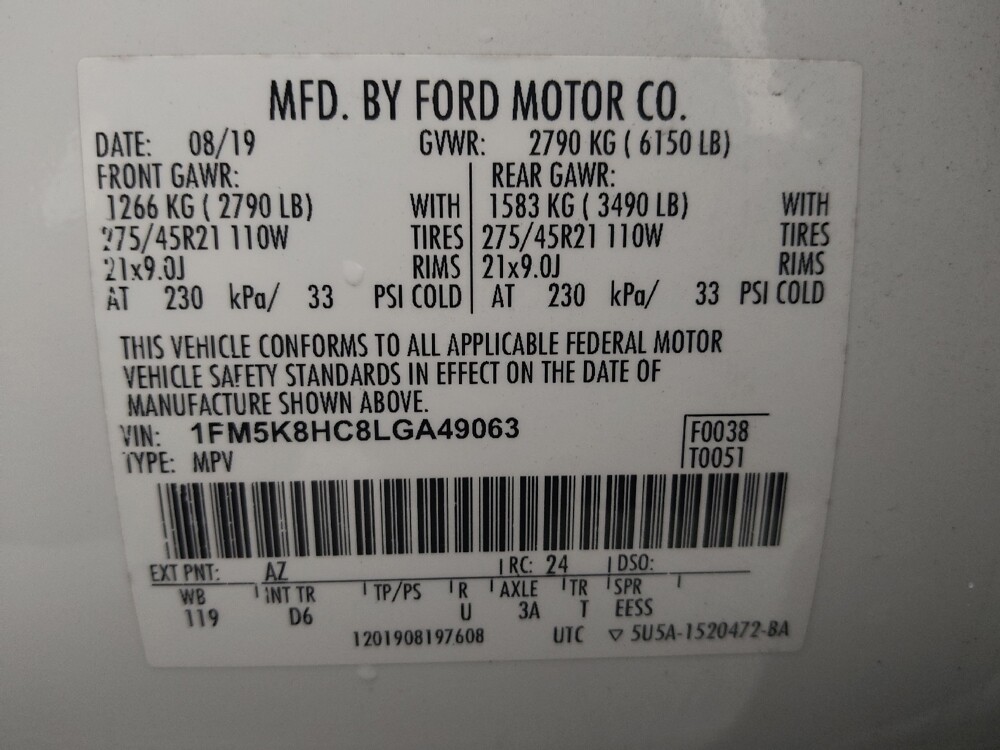 MFD. BY FORD MOTOR CO.
DATE: 08/19 GVWR: 2790 KG ( 6150 LB)
FRONT GAWR: REAR GAWR:
1266 KG ( 2790 LB) WITH 1583 KG ( 3490 LB) WITH
275/45R21 110W TIRES 275/45R21 110W TIRES
21x9.0J RIMS 21x9.0J RIMS
AT 230 kPa/ 33 PSI COLD AT 230 kPa/ 33 PSI COLD
THIS VEHICLE CONFORMS TO ALL APPLICABLE FEDERAL MOTOR
VEHICLE SAFETY STANDARDS IN EFFECT ON THE DATE OF
MANUFACTURE SHOWN ABOVE.
VIN: 1FM5K8HC8LGA49063 F0038
TYPE: MPV T0051
EXT PNT: AZ RC: 24 DSO:
WB INT TR TP/PS R AXLE TR SPR
119 D6 U 3A T EESS
1201908197608 UTC ▽ 5U5A-1520472-BA